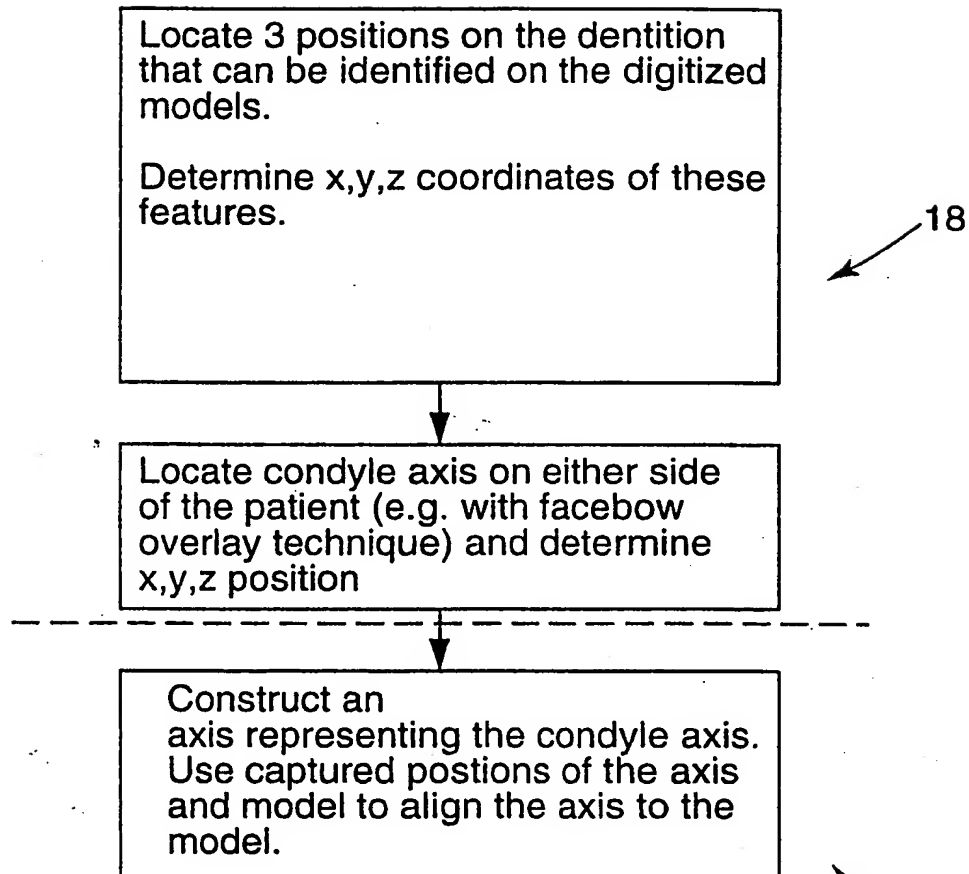 Locate 3 positions on the dentition
that can be identified on the digitized
models.
Determine x,y,z coordinates of these
features.
18
Locate condyle axis on either side
of the patient (e.g. with facebow
overlay technique) and determine
x,y,z position
Construct an
axis representing the condyle axis.
Use captured postions of the axis
and model to align the axis to the
model.